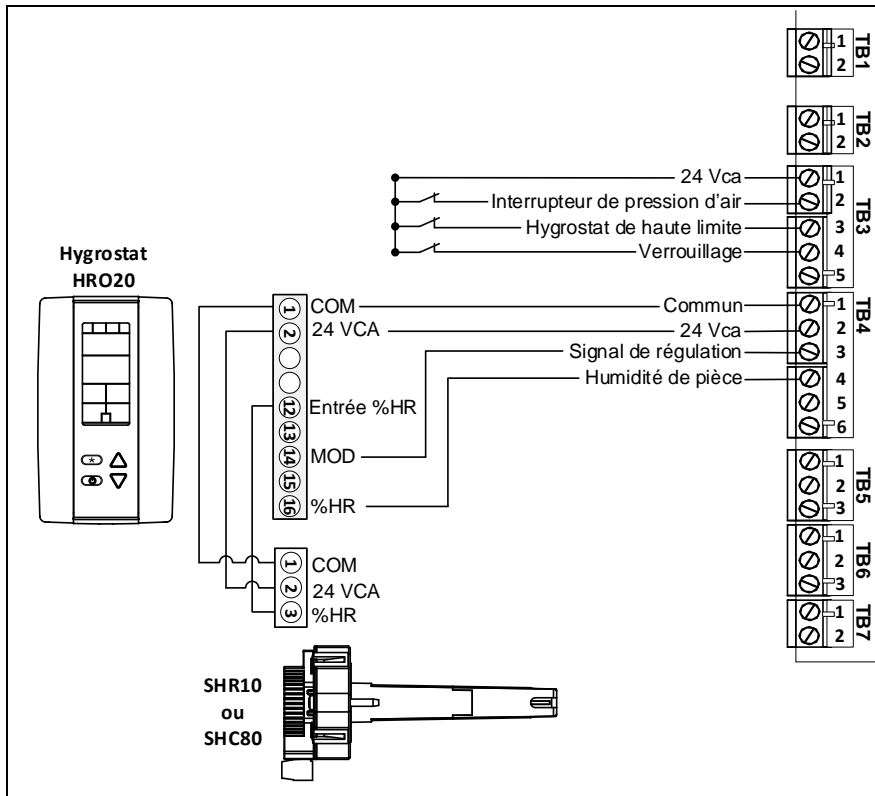 TB1
1
2
TB2
1
2
TB3
24 Vca 1
Interrupteur de pression d'air 2
Hygrostat de haute limite 3
Verrouillage 4
5
Hygrostat
HRO20
1 COM
Commun 1
TB4
2 24 VCA
24 Vca 2
Signal de régulation 3
Humidité de pièce 4
5
6
12 Entrée %HR
13
14 MOD
15
16 %HR
TB5
1
2
3
1 COM
2 24 VCA
3 %HR
TB6
1
2
3
TB7
1
2
SHR10
ou
SHC80